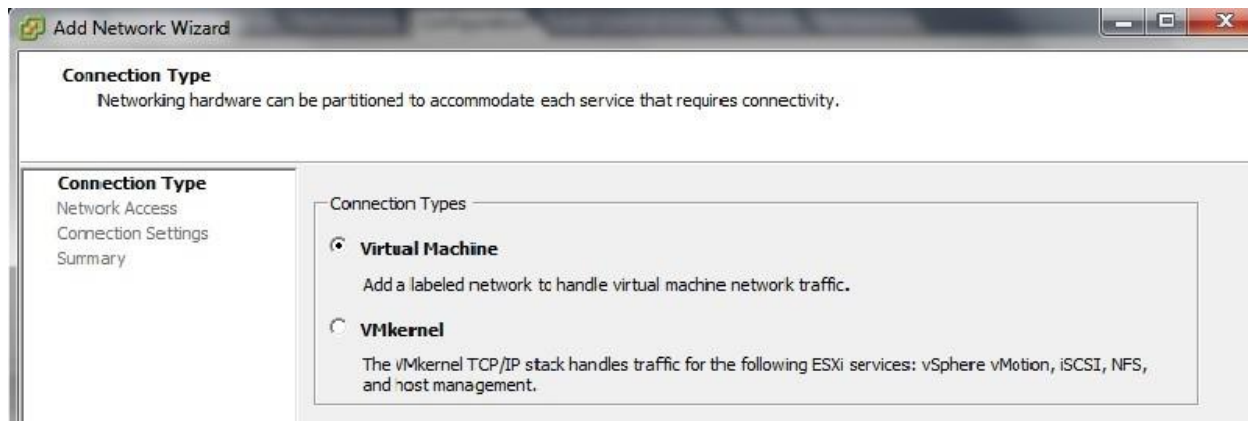 Add Network Wizard
Connection Type
Networking hardware can be partitioned to accommodate each service that requires connectivity.
Connection Type
Network Access
Connection Settings
Summary
Connection Types
Virtual Machine
Add a labeled network to handle virtual machine network traffic.
VMkernel
The VMkernel TCP/IP stack handles traffic for the following ESXi services: vSphere vMotion, iSCSI, NFS,
and host management.